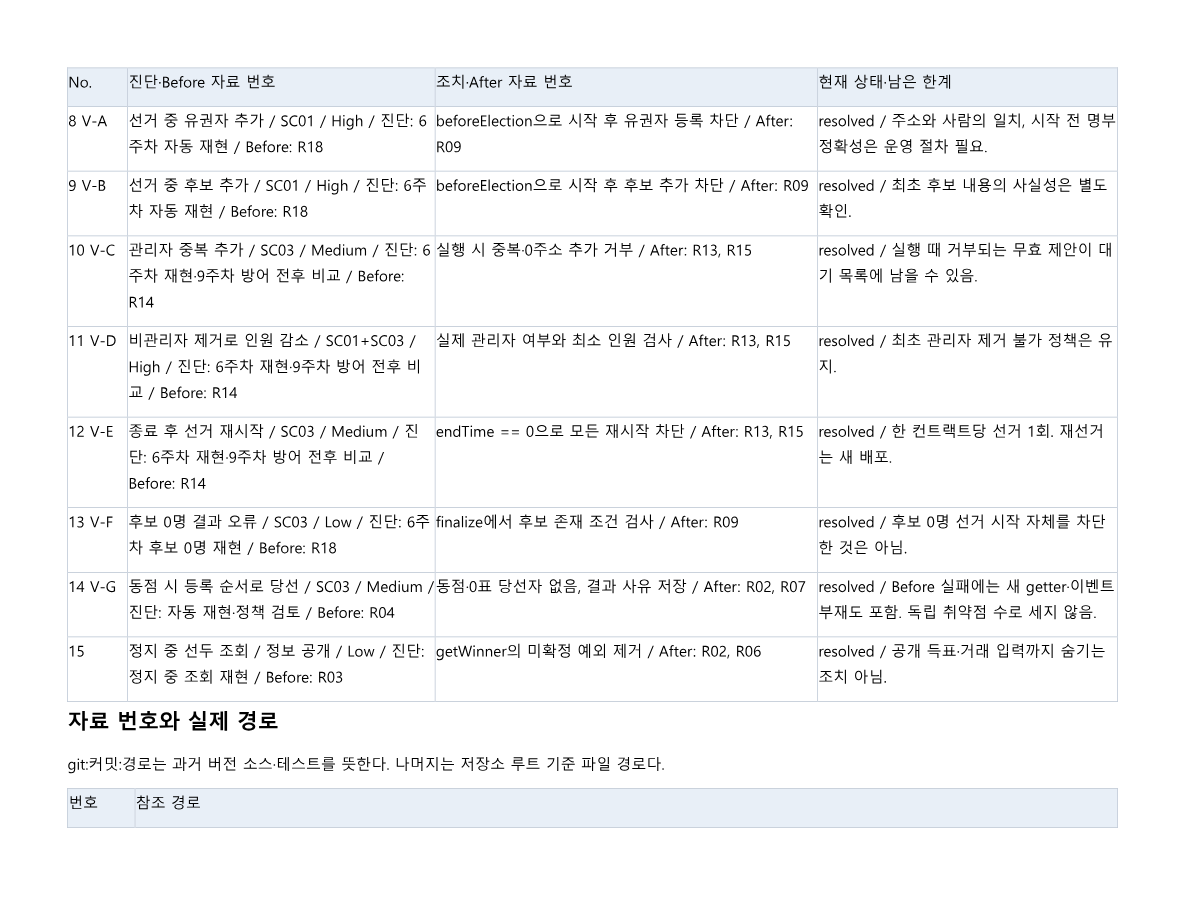 No. 진단·Before 자료 번호 조치·After 자료 번호 현재 상태·남은 한계
8 V-A 선거 중 유권자 추가 / SC01 / High / 진단: 6 beforeElection으로 시작 후 유권자 등록 차단 / After: resolved / 주소와 사람의 일치, 시작 전 명부
주차 자동 재현 / Before: R18 R09 정확성은 운영 절차 필요.
9 V-B 선거 중 후보 추가 / SC01 / High / 진단: 6주 beforeElection으로 시작 후 후보 추가 차단 / After: R09 resolved / 최초 후보 내용의 사실성은 별도
차 자동 재현 / Before: R18 확인.
10 V-C 관리자 중복 추가 / SC03 / Medium / 진단: 6 실행 시 중복·0주소 추가 거부 / After: R13, R15 resolved / 실행 때 거부되는 무효 제안이 대
주차 재현·9주차 방어 전후 비교 / Before: 기 목록에 남을 수 있음.
R14
11 V-D 비관리자 제거로 인원 감소 / SC01+SC03 / 실제 관리자 여부와 최소 인원 검사 / After: R13, R15 resolved / 최초 관리자 제거 불가 정책은 유
High / 진단: 6주차 재현·9주차 방어 전후 비 지.
교 / Before: R14
12 V-E 종료 후 선거 재시작 / SC03 / Medium / 진 endTime == 0으로 모든 재시작 차단 / After: R13, R15 resolved / 한 컨트랙트당 선거 1회. 재선거
단: 6주차 재현·9주차 방어 전후 비교 / 는 새 배포.
Before: R14
13 V-F 후보 0명 결과 오류 / SC03 / Low / 진단: 6주 finalize에서 후보 존재 조건 검사 / After: R09 resolved / 후보 0명 선거 시작 자체를 차단
차 후보 0명 재현 / Before: R18 한 것은 아님.
14 V-G 동점 시 등록 순서로 당선 / SC03 / Medium / 동점·0표 당선자 없음, 결과 사유 저장 / After: R02, R07 resolved / Before 실패에는 새 getter·이벤트
진단: 자동 재현·정책 검토 / Before: R04 부재도 포함. 독립 취약점 수로 세지 않음.
15 정지 중 선두 조회 / 정보 공개 / Low / 진단: getWinner의 미확정 예외 제거 / After: R02, R06 resolved / 공개 득표·거래 입력까지 숨기는
정지 중 조회 재현 / Before: R03 조치 아님.
자료 번호와 실제 경로
git:커밋:경로는 과거 버전 소스·테스트를 뜻한다. 나머지는 저장소 루트 기준 파일 경로다.
번호 참조 경로